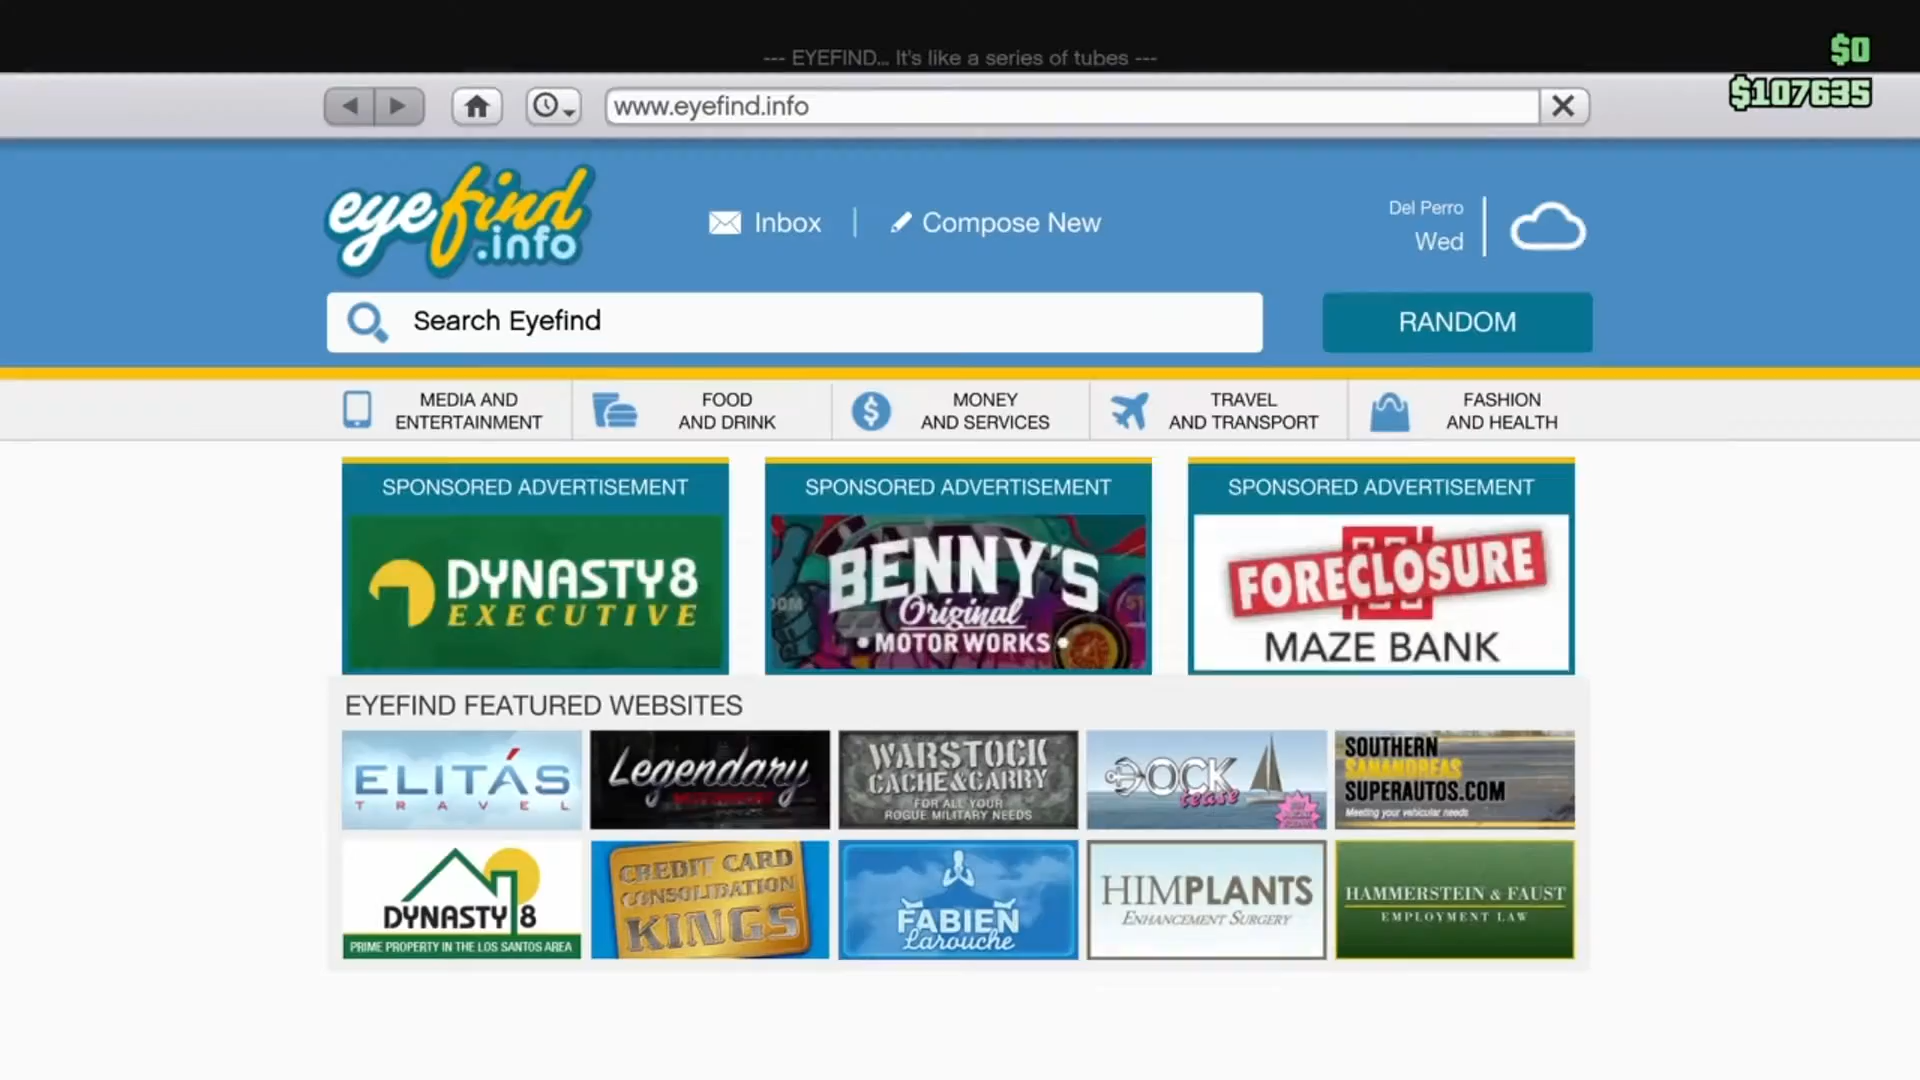 --- EYEFIND... It's like a series of tubes ---
$0
$107635
www.eyefind.info
eyefind
.info
Inbox
Compose New
Del Perro
Wed
Search Eyefind
RANDOM
MEDIA AND
ENTERTAINMENT
FOOD
AND DRINK
MONEY
AND SERVICES
TRAVEL
AND TRANSPORT
FASHION
AND HEALTH
SPONSORED ADVERTISEMENT
DYNASTY8
EXECUTIVE
SPONSORED ADVERTISEMENT
BENNY'S
Original
MOTORWORKS
SPONSORED ADVERTISEMENT
FORECLOSURE
MAZE BANK
EYEFIND FEATURED WEBSITES
ELITÁS
TRAVEL
Legendary
WARSTOCK
CACHE&CARRY
FOR ALL YOUR
ROGUE MILITARY NEEDS
DOCK
tease
SOUTHERN
SANANDREAS
SUPERAUTOS.COM
Meeting your vehicular needs
DYNASTY 8
PRIME PROPERTY IN THE LOS SANTOS AREA
CREDIT CARD
CONSOLIDATION
KINGS
FABIEN
Larouche
HIMPLANTS
ENHANCEMENT SURGERY
HAMMERSTEIN & FAUST
EMPLOYMENT LAW